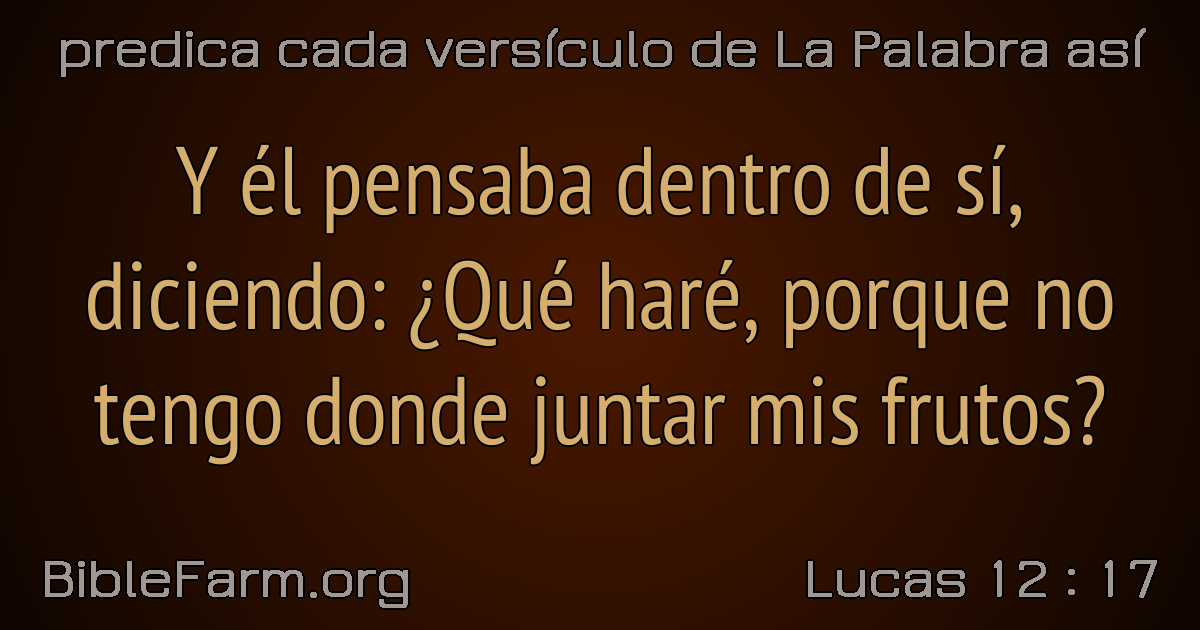 predica cada versículo de La Palabra así
Y él pensaba dentro de sí,
diciendo: ¿Qué haré, porque no
tengo donde juntar mis frutos?
BibleFarm.org
Lucas 12 : 17